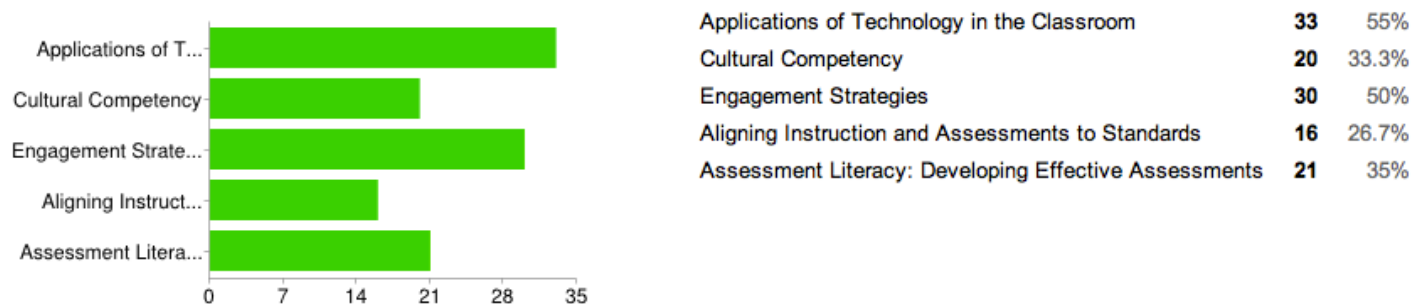 Applications of T...
Cultural Competency
Engagement Strate...
Aligning Instruct...
Assessment Litera...
0 7 14 21 28 35
Applications of Technology in the Classroom 33 55%
Cultural Competency 20 33.3%
Engagement Strategies 30 50%
Aligning Instruction and Assessments to Standards 16 26.7%
Assessment Literacy: Developing Effective Assessments 21 35%